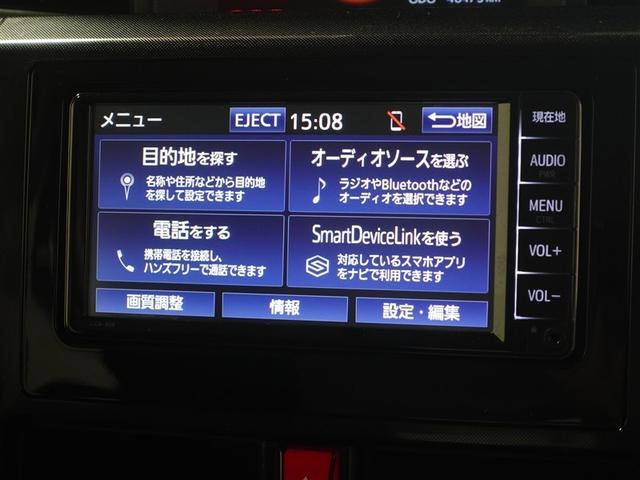 メニュー EJECT 15:08 地図
目的地を探す
名称や住所などから目的地
を探して設定できます
オーディオソースを選ぶ
ラジオやBluetoothなどの
オーディオを選択できます
電話をする
携帯電話を接続し、
ハンズフリーで通話できます
SmartDeviceLinkを使う
対応しているスマホアプリ
をナビで利用できます
画質調整 情報 設定・編集
現在地
AUDIO
PWR
MENU
CTRL
VOL+
VOL−